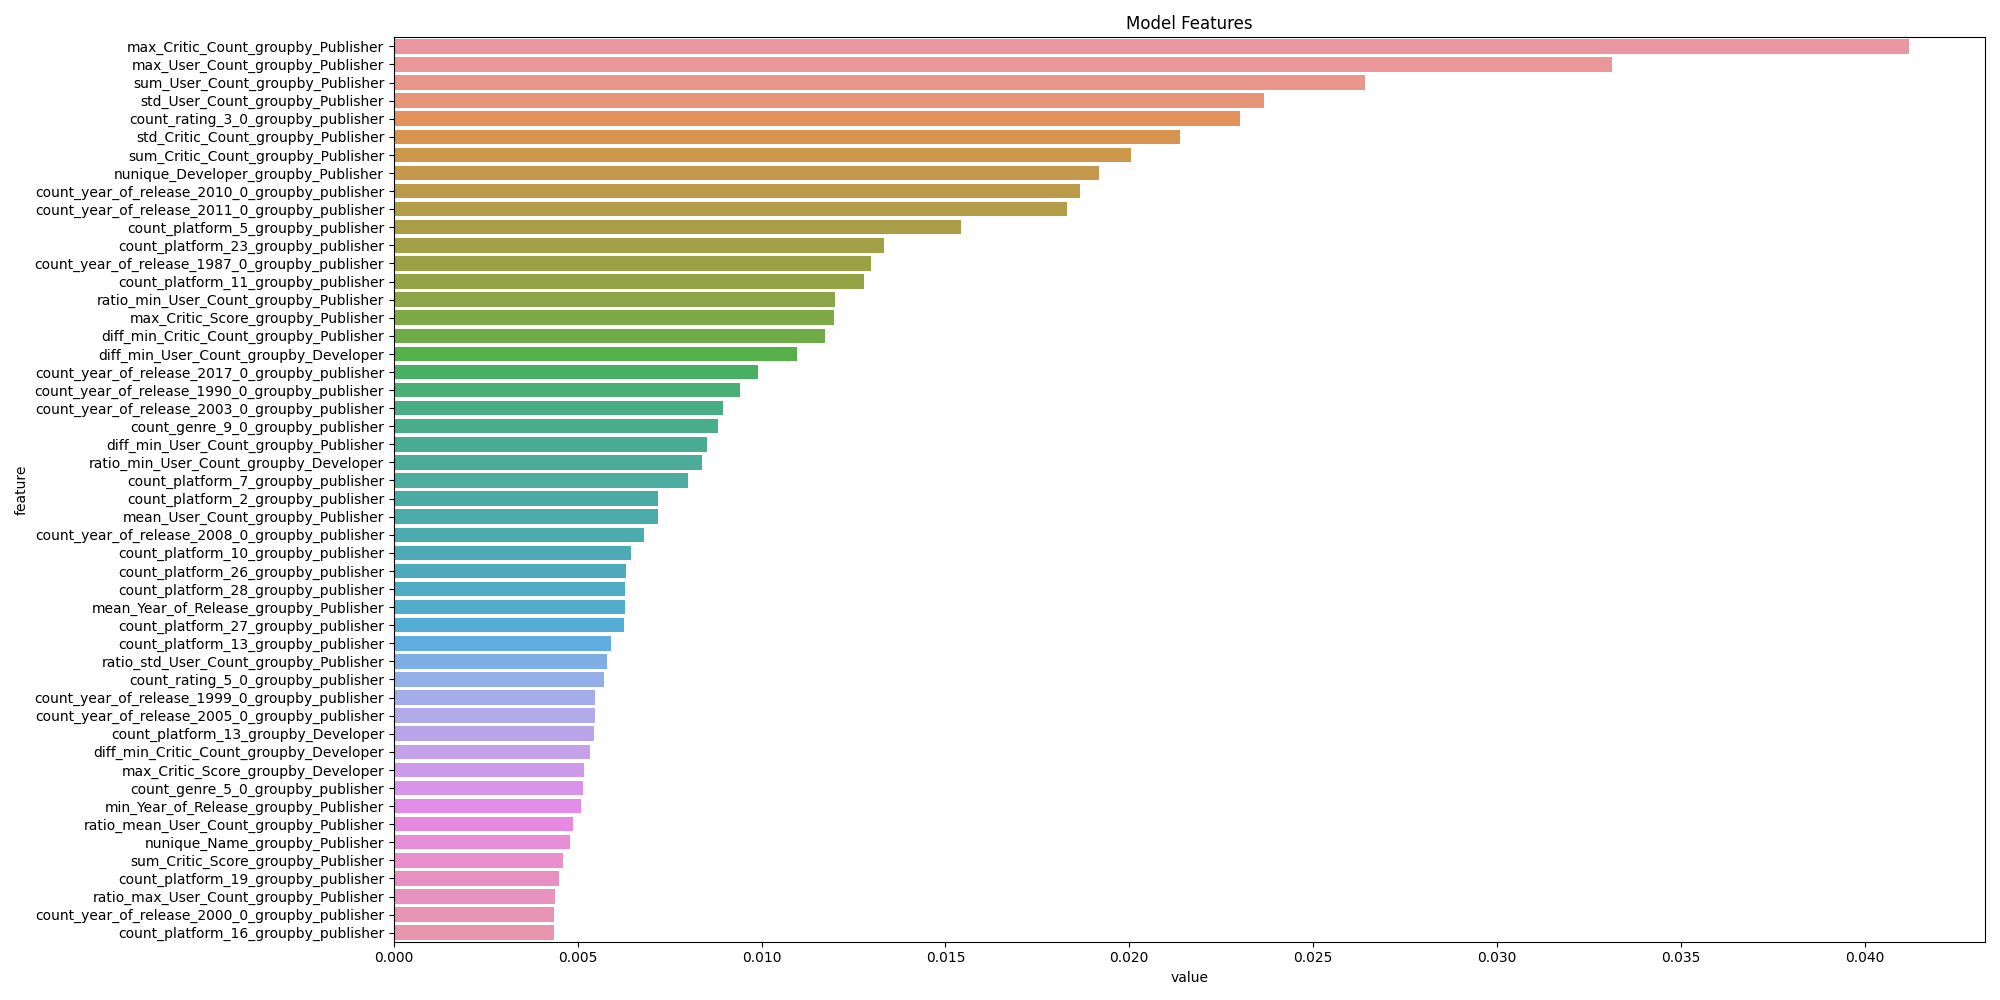 Model Features
max_Critic_Count_groupby_Publisher
max_User_Count_groupby_Publisher
sum_User_Count_groupby_Publisher
std_User_Count_groupby_Publisher
count_rating_3_0_groupby_publisher
std_Critic_Count_groupby_Publisher
sum_Critic_Count_groupby_Publisher
nunique_Developer_groupby_Publisher
count_year_of_release_2010_0_groupby_publisher
count_year_of_release_2011_0_groupby_publisher
count_platform_5_groupby_publisher
count_platform_23_groupby_publisher
count_year_of_release_1987_0_groupby_publisher
count_platform_11_groupby_publisher
ratio_min_User_Count_groupby_Publisher
max_Critic_Score_groupby_Publisher
diff_min_Critic_Count_groupby_Publisher
diff_min_User_Count_groupby_Developer
count_year_of_release_2017_0_groupby_publisher
count_year_of_release_1990_0_groupby_publisher
count_year_of_release_2003_0_groupby_publisher
count_genre_9_0_groupby_publisher
diff_min_User_Count_groupby_Publisher
ratio_min_User_Count_groupby_Developer
count_platform_7_groupby_publisher
count_platform_2_groupby_publisher
mean_User_Count_groupby_Publisher
count_year_of_release_2008_0_groupby_publisher
count_platform_10_groupby_publisher
count_platform_26_groupby_publisher
count_platform_28_groupby_publisher
mean_Year_of_Release_groupby_Publisher
count_platform_27_groupby_publisher
count_platform_13_groupby_publisher
ratio_std_User_Count_groupby_Publisher
count_rating_5_0_groupby_publisher
count_year_of_release_1999_0_groupby_publisher
count_year_of_release_2005_0_groupby_publisher
count_platform_13_groupby_Developer
diff_min_Critic_Count_groupby_Developer
max_Critic_Score_groupby_Developer
count_genre_5_0_groupby_publisher
min_Year_of_Release_groupby_Publisher
ratio_mean_User_Count_groupby_Publisher
nunique_Name_groupby_Publisher
sum_Critic_Score_groupby_Publisher
count_platform_19_groupby_publisher
ratio_max_User_Count_groupby_Publisher
count_year_of_release_2000_0_groupby_publisher
count_platform_16_groupby_publisher
feature
0.000 0.005 0.010 0.015 0.020 0.025 0.030 0.035 0.040
value